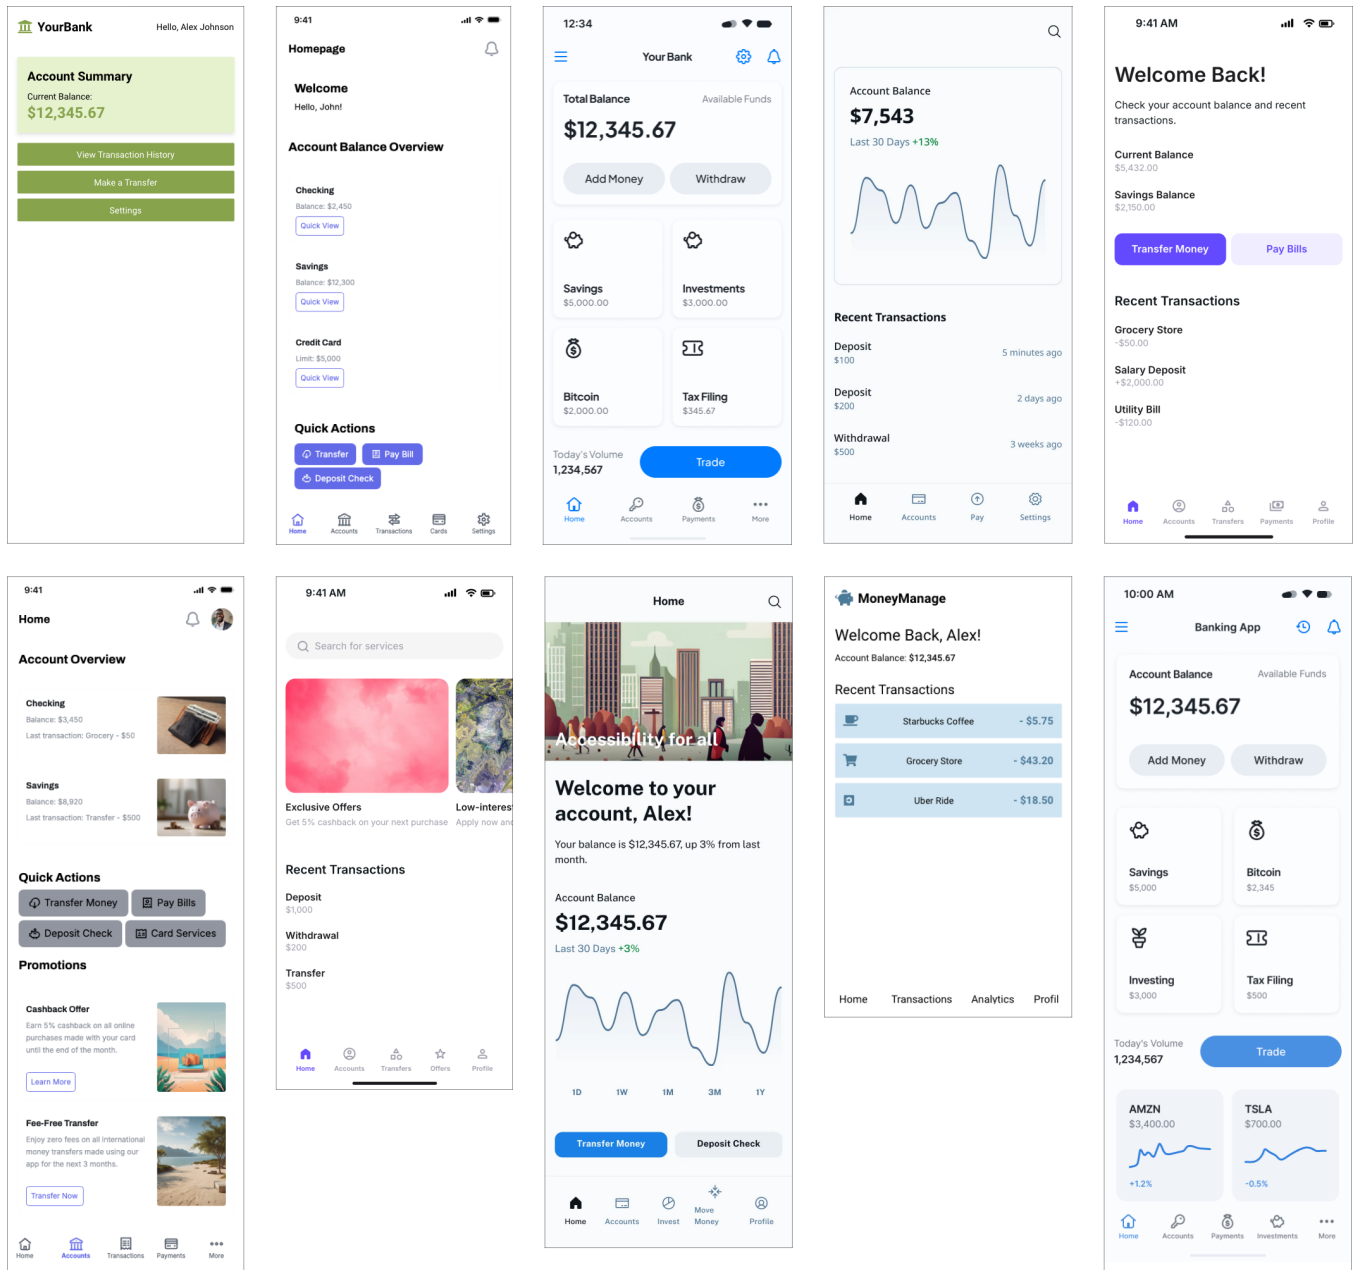 YourBank
Hello, Alex Johnson
Account Summary
Current Balance:
$12,345.67
View Transaction History
Make a Transfer
Settings
9:41
Homepage
Welcome
Hello, John!
Account Balance Overview
Checking
Balance: $2,450
Quick View
Savings
Balance: $12,300
Quick View
Credit Card
Limit: $5,000
Quick View
Quick Actions
Transfer Pay Bill
Deposit Check
Home Accounts Transactions Cards Settings
12:34
Your Bank
Total Balance Available Funds
$12,345.67
Add Money Withdraw
Savings Investments
$5,000.00 $3,000.00
Bitcoin Tax Filing
$2,000.00 $345.67
Today's Volume
1,234,567
Trade
Home Accounts Payments More
Account Balance
$7,543
Last 30 Days +13%
Recent Transactions
Deposit
$100
5 minutes ago
Deposit
$200
2 days ago
Withdrawal
$500
3 weeks ago
Home Accounts Pay Settings
9:41 AM
Welcome Back!
Check your account balance and recent
transactions.
Current Balance
$5,432.00
Savings Balance
$2,150.00
Transfer Money Pay Bills
Recent Transactions
Grocery Store
-$50.00
Salary Deposit
+$2,000.00
Utility Bill
-$120.00
Home Accounts Transfers Payments Profile
9:41
Home
Account Overview
Checking
Balance: $3,450
Last transaction: Grocery - $50
Savings
Balance: $8,920
Last transaction: Transfer - $500
Quick Actions
Transfer Money Pay Bills
Deposit Check Card Services
Promotions
Cashback Offer
Earn 5% cashback on all online
purchases made with your card
until the end of the month.
Learn More
Fee-Free Transfer
Enjoy zero fees on all international
money transfers made using our
app for the next 3 months.
Transfer Now
Home Accounts Transactions Payments More
9:41 AM
Search for services
Exclusive Offers Low-interes
Get 5% cashback on your next purchase Apply now and
Recent Transactions
Deposit
$1,000
Withdrawal
$200
Transfer
$500
Home Accounts Transfers Offers Profile
Home
Accessibility for all
Welcome to your
account, Alex!
Your balance is $12,345.67, up 3% from last
month.
Account Balance
$12,345.67
Last 30 Days +3%
1D 1W 1M 3M 1Y
Transfer Money Deposit Check
Home Accounts Invest Move Money Profile
MoneyManage
Welcome Back, Alex!
Account Balance: $12,345.67
Recent Transactions
Starbucks Coffee - $5.75
Grocery Store - $43.20
Uber Ride - $18.50
Home Transactions Analytics Profil
10:00 AM
Banking App
Account Balance Available Funds
$12,345.67
Add Money Withdraw
Savings Bitcoin
$5,000 $2,345
Investing Tax Filing
$3,000 $500
Today's Volume
1,234,567
Trade
AMZN TSLA
$3,400.00 $700.00
+1.2% -0.5%
Home Accounts Payments Investments More